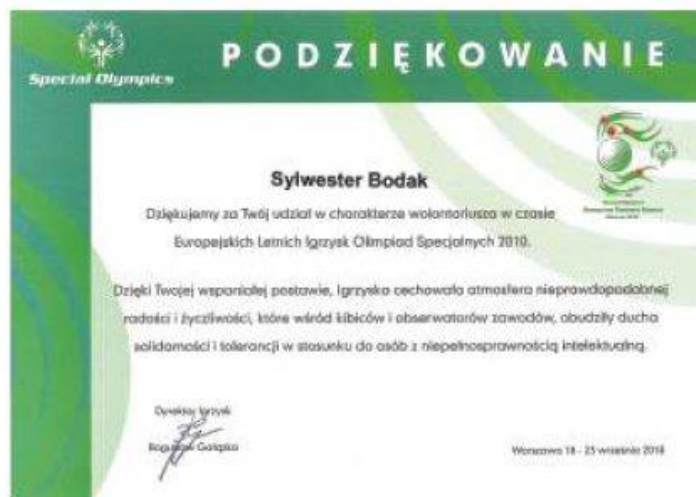 Special Olympics
PODZIĘKOWANIE
Sylwester Bodak
Dziękujemy za Twój udział w charakterze wolontariusza w czasie
Europejskich Letnich Igrzysk Olimpiad Specjalnych 2010.
Dzięki Twojej wspaniałej postawie, Igrzyska cechowała atmosfera nieprawdopodobnej
radości i życzliwości, które wśród kibiców i obserwatorów zawodów, obudziły ducha
solidarności i tolerancji w stosunku do osób z niepełnosprawnością intelektualną.
Dyrektor Igrzysk
Bogusław Gałązka
Warszawa 18 - 23 września 2010